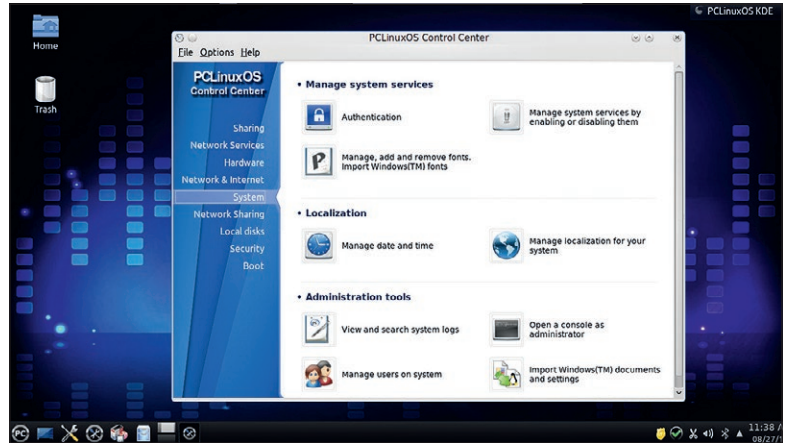 PCLinuxOS KDE
Home
Trash
PCLinuxOS Control Center
File Options Help
PCLinuxOS
Control Center
Sharing
Network Services
Hardware
Network & Internet
System
Network Sharing
Local disks
Security
Boot
• Manage system services
Authentication
Manage system services by
enabling or disabling them
Manage, add and remove fonts.
Import Windows(TM) fonts
• Localization
Manage date and time
Manage localization for your
system
• Administration tools
View and search system logs
Open a console as
administrator
Manage users on system
Import Windows(TM) documents
and settings
PC
11:38
08/27/